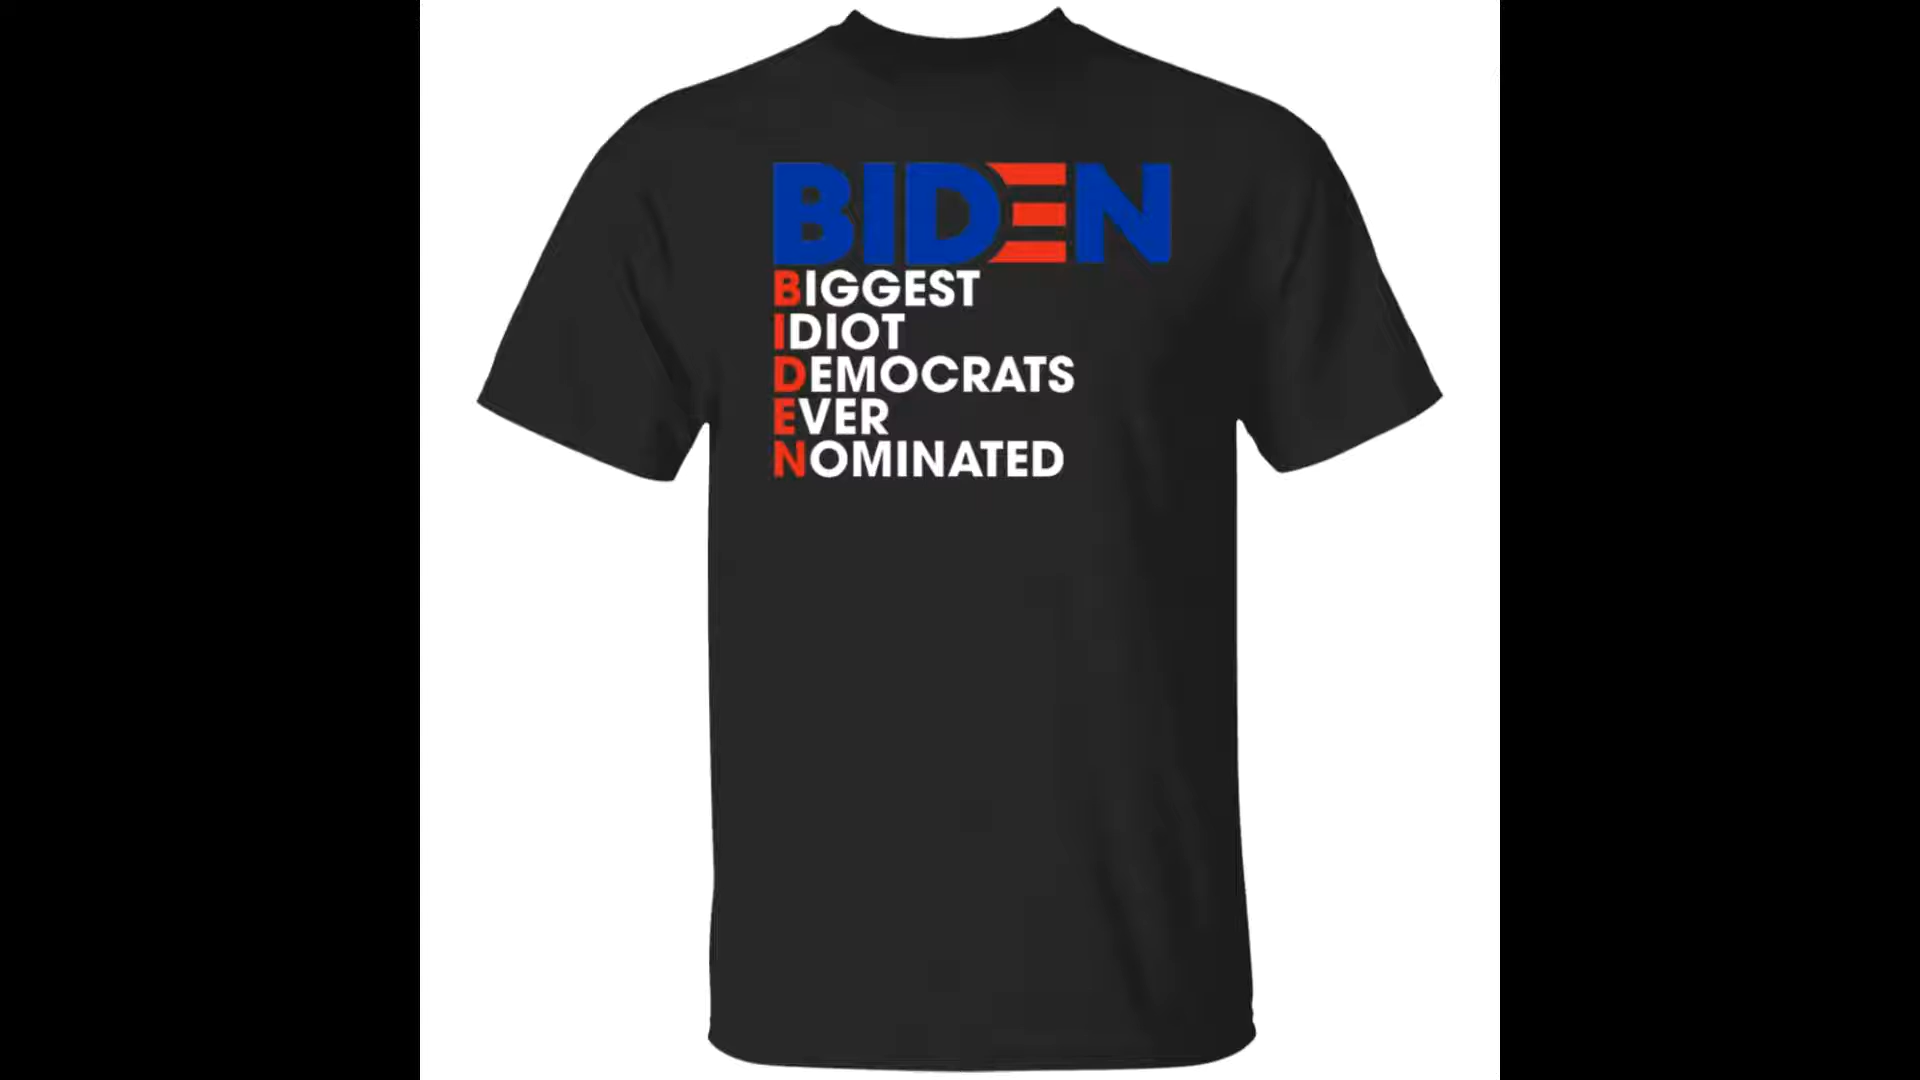 BIDEN
BIGGEST
IDIOT
DEMOCRATS
EVER
NOMINATED